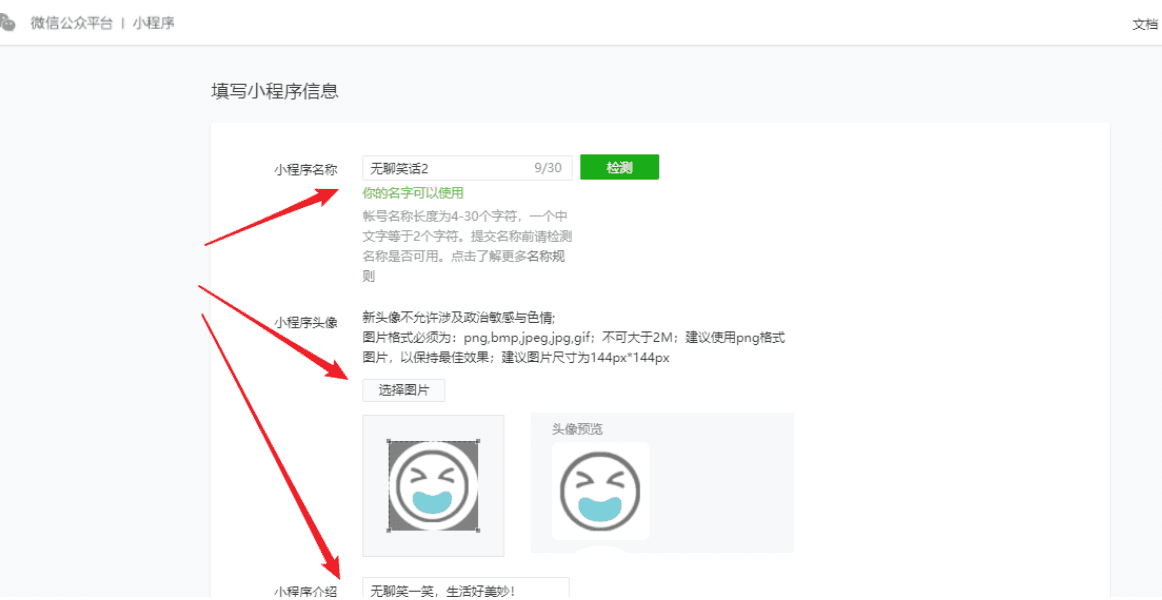 微信公众平台 | 小程序
文档
填写小程序信息
小程序名称
无聊笑话2
9/30
检测
你的名字可以使用
帐号名称长度为4-30个字符，一个中
文字等于2个字符。提交名称前请检测
名称是否可用。点击了解更多名称规
则
小程序头像
新头像不允许涉及政治敏感与色情;
图片格式必须为：png,bmp,jpeg,jpg,gif；不可大于2M；建议使用png格式
图片，以保持最佳效果；建议图片尺寸为144px*144px
选择图片
头像预览
小程序介绍
无聊笑一笑，生活好美妙！